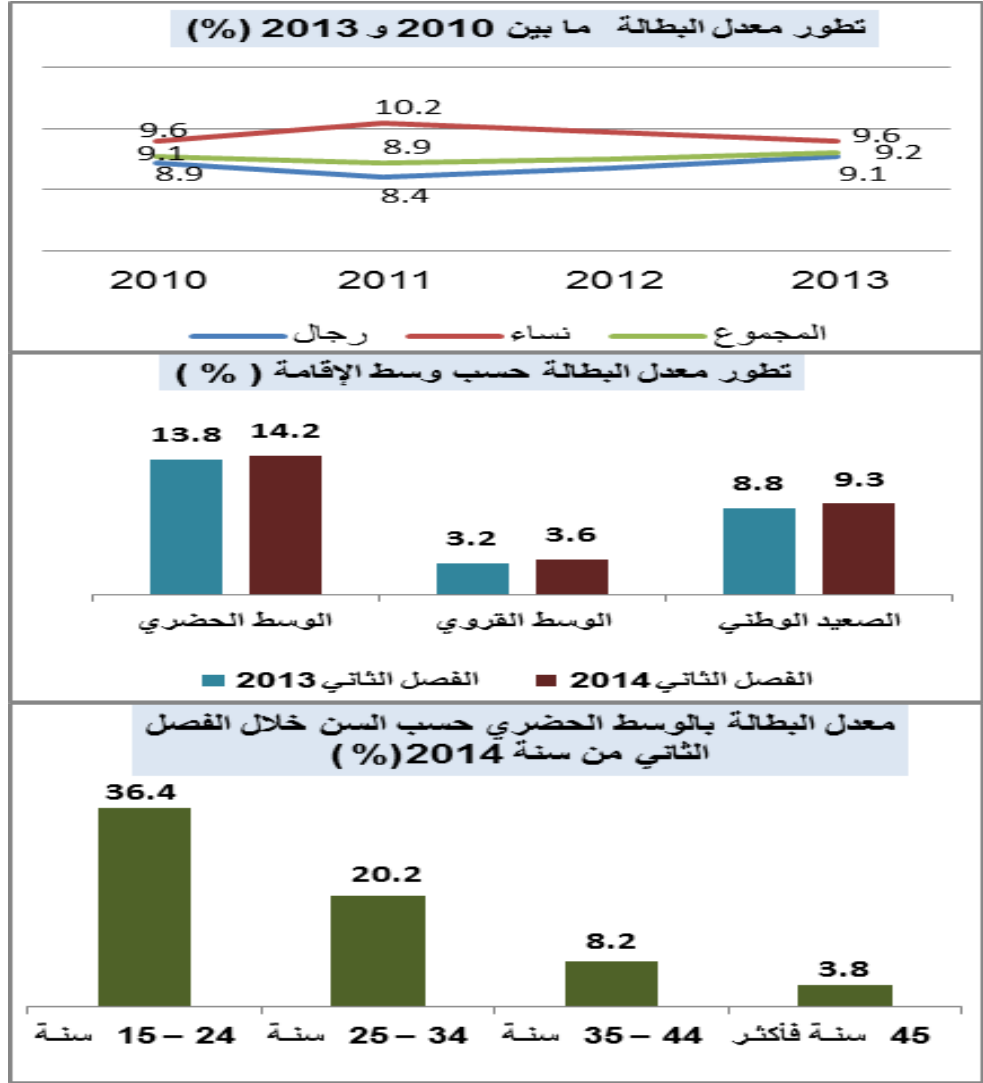 تطور معدل البطالة ما بين 2010 و 2013 (%)
9.6 10.2 9.6
9.1 8.9 9.2
8.9 8.4 9.1
2010 2011 2012 2013
رجال نساء المجموع
تطور معدل البطالة حسب وسط الإقامة ( % )
13.8 14.2 3.2 3.6 8.8 9.3
الوسط الحضري الوسط القروي الصعيد الوطني
الفصل الثاني 2013 الفصل الثاني 2014
معدل البطالة بالوسط الحضري حسب السن خلال الفصل
الثاني من سنة 2014(% )
36.4 20.2 8.2 3.8
15 – 24 سنة 25 – 34 سنة 35 – 44 سنة 45 سنة فأكثر